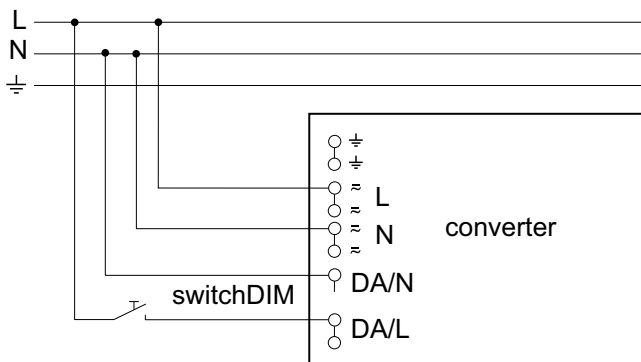 L
N
L
N
converter
DA/N
switchDIM
DA/L